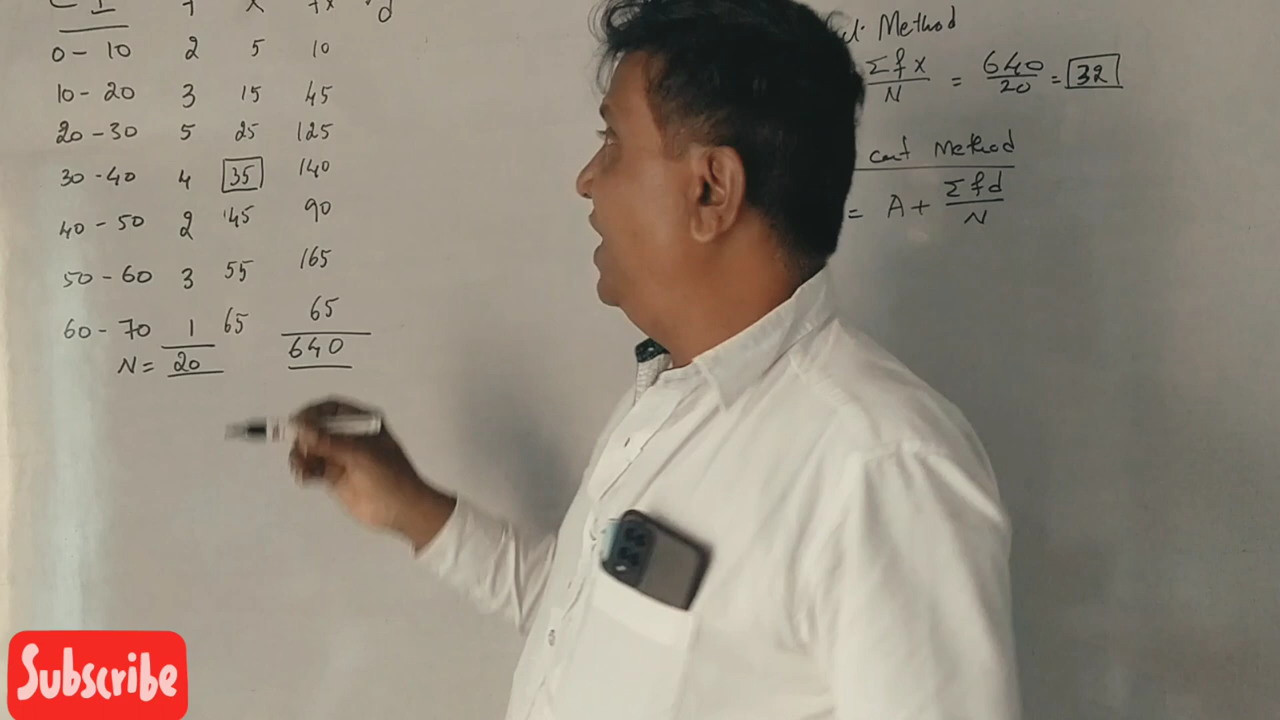 C I f x fx d
0 - 10 2 5 10
10 - 20 3 15 45
20 - 30 5 25 125
30 - 40 4 35 140
40 - 50 2 45 90
50 - 60 3 55 165
60 - 70 1 65 65
N = 20 640
Method
Σfx/N = 640/20 = 32
cut Method
= A + Σfd/N
Subscribe